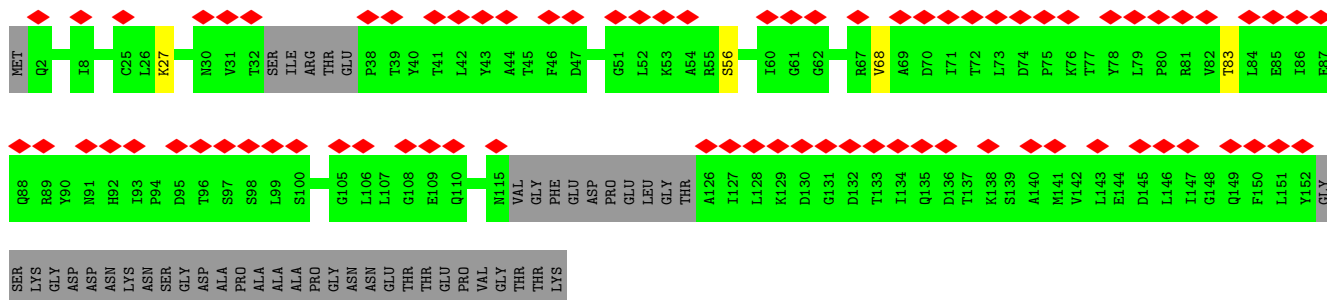 MET Q2 I8 C25 L26 K27 N30 V31 T32 SER ILE ARG THR GLU P38 T39 Y40 T41 L42 Y43 A44 T45 F46 D47 G51 L52 K53 A54 R55 S56 I60 G61 G62 R67 V68 A69 D70 I71 T72 L73 D74 P75 K76 T77 Y78 L79 P80 R81 V82 T83 L84 E85 I86 E87
Q88 R89 Y90 N91 H92 I93 P94 D95 T96 S97 S98 L99 S100 G105 L106 L107 G108 E109 Q110 N115 VAL GLY PHE GLU ASP PRO GLU LEU GLY THR A126 I127 L128 K129 D130 G131 D132 T133 I134 Q135 D136 T137 K138 S139 A140 M141 V142 L143 E144 D145 L146 I147 G148 Q149 F150 L151 Y152 GLY
SER LYS GLY ASP ASP ASN LYS ASN SER GLY ASP ALA PRO ALA ALA ALA PRO GLY ASN ASN GLU THR THR GLU PRO VAL GLY THR THR LYS